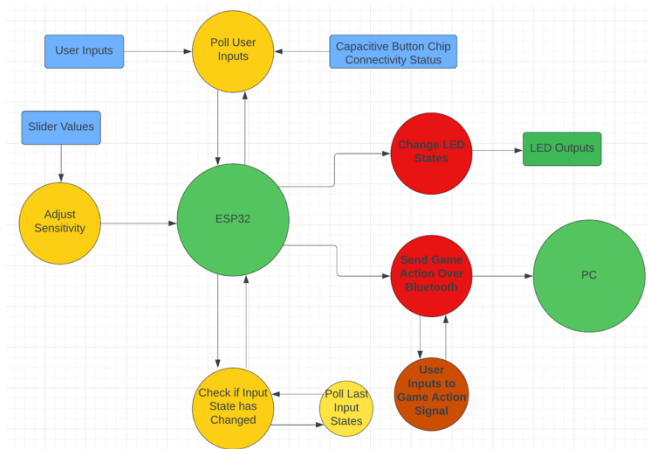 Poll User
Inputs
User Inputs
Capacitive Button Chip
Connectivity Status
Slider Values
Change LED
States
LED Outputs
Adjust
Sensitivity
ESP32
Send Game
Action Over
Bluetooth
PC
Check if Input
State has
Changed
Poll Last
Input
States
User
Inputs to
Game Action
Signal